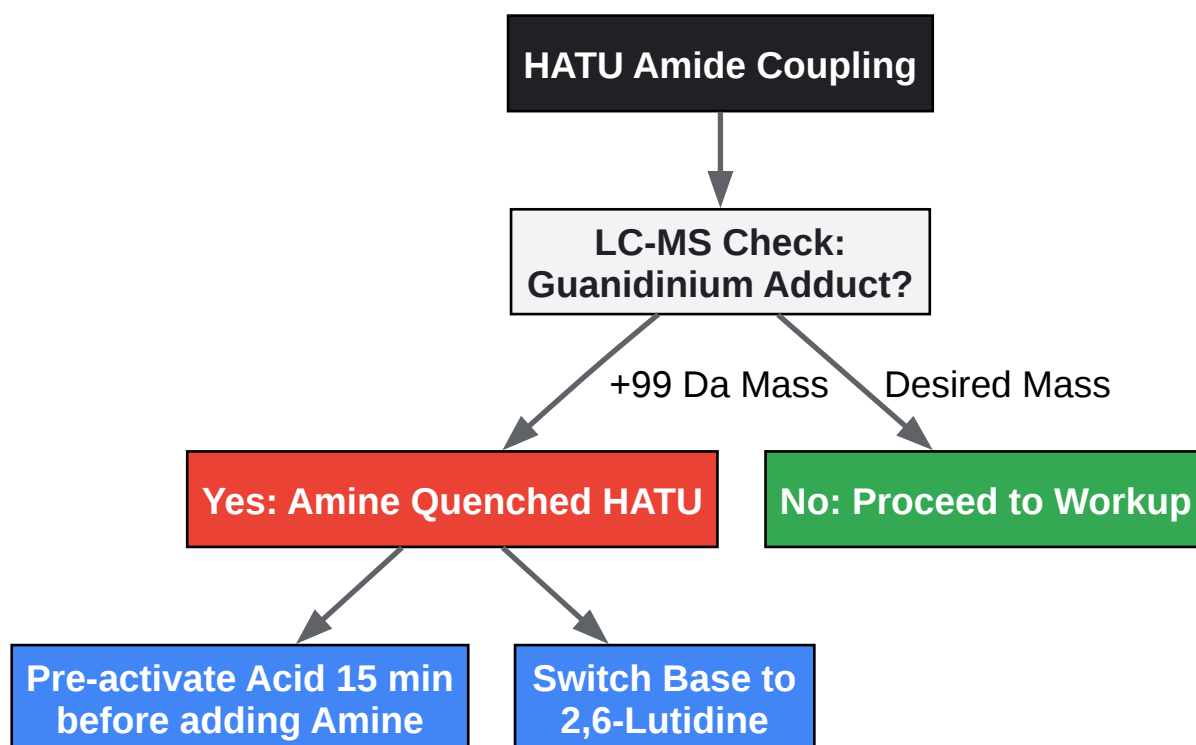 HATU Amide Coupling
LC-MS Check:
Guanidinium Adduct?
+99 Da Mass
Desired Mass
Yes: Amine Quenched HATU
No: Proceed to Workup
Pre-activate Acid 15 min
before adding Amine
Switch Base to
2,6-Lutidine